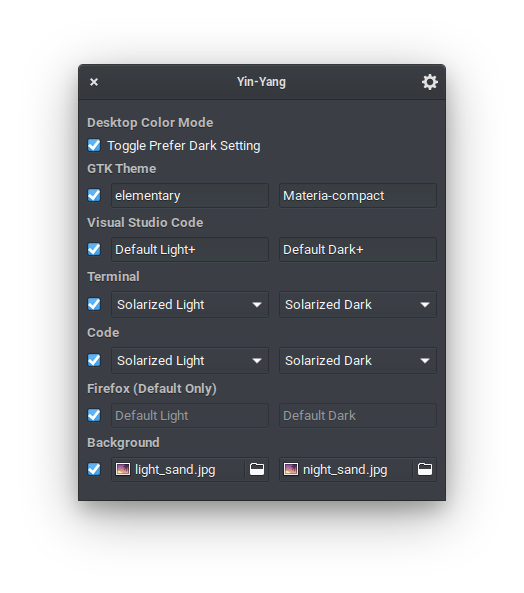 Yin-Yang
Desktop Color Mode
Toggle Prefer Dark Setting
GTK Theme
elementary Materia-compact
Visual Studio Code
Default Light+ Default Dark+
Terminal
Solarized Light Solarized Dark
Code
Solarized Light Solarized Dark
Firefox (Default Only)
Default Light Default Dark
Background
light_sand.jpg night_sand.jpg